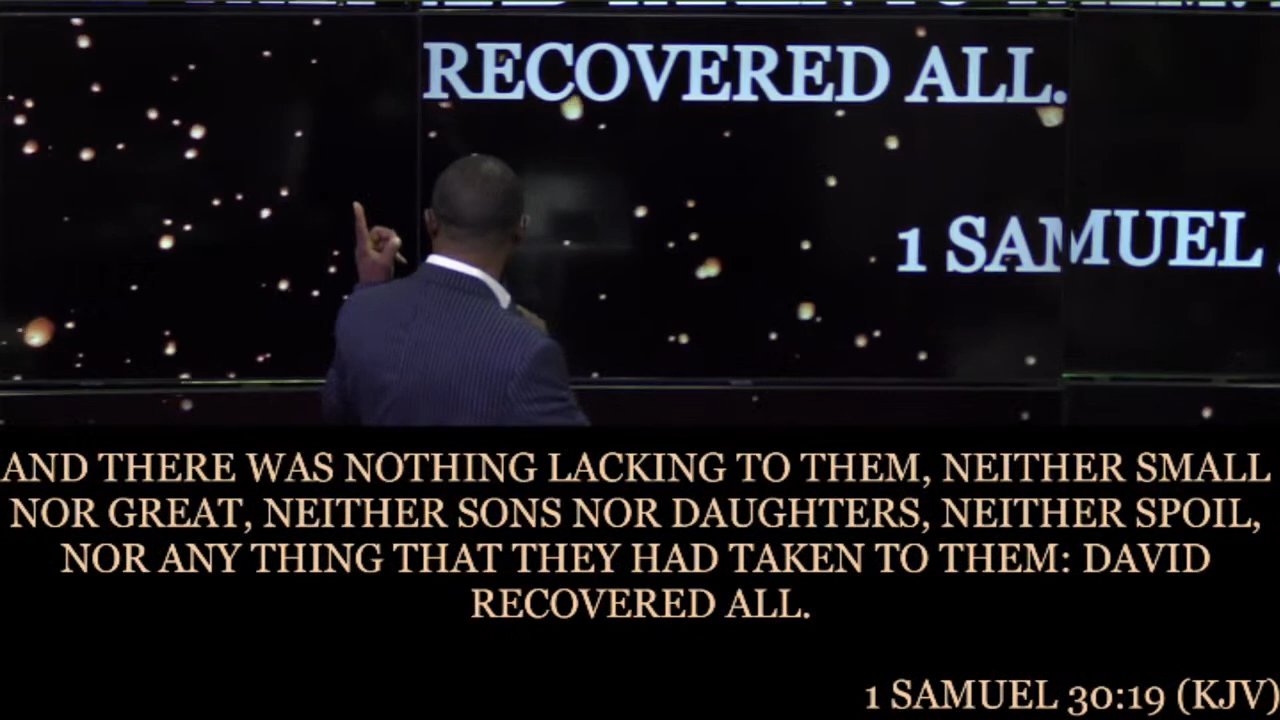 RECOVERED ALL.
1 SAMUEL
AND THERE WAS NOTHING LACKING TO THEM, NEITHER SMALL
NOR GREAT, NEITHER SONS NOR DAUGHTERS, NEITHER SPOIL,
NOR ANY THING THAT THEY HAD TAKEN TO THEM: DAVID
RECOVERED ALL.
1 SAMUEL 30:19 (KJV)